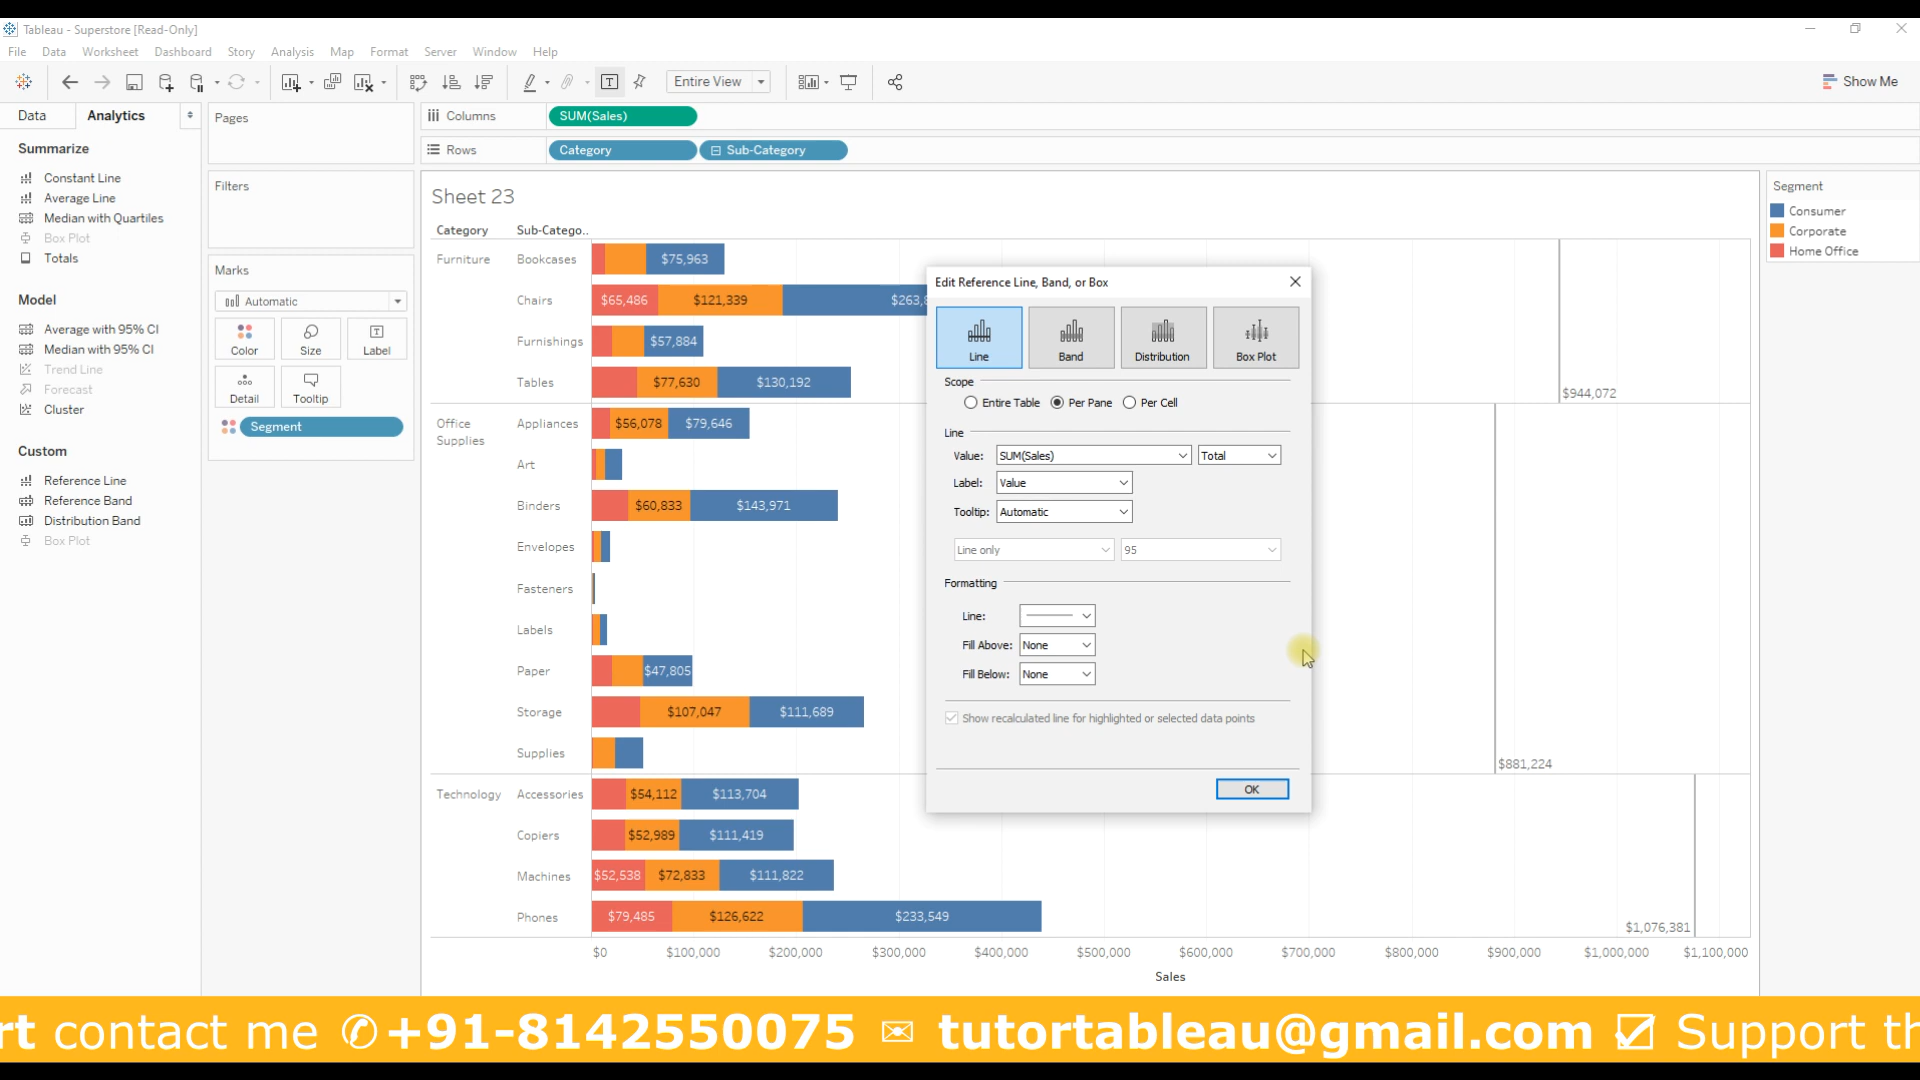 Tableau - Superstore [Read-Only]
File Data Worksheet Dashboard Story Analysis Map Format Server Window Help
Entire View
Show Me
Data Analytics
Summarize
Constant Line
Average Line
Median with Quartiles
Box Plot
Totals
Model
Average with 95% CI
Median with 95% CI
Trend Line
Forecast
Cluster
Custom
Reference Line
Reference Band
Distribution Band
Box Plot
Pages
Filters
Marks
Automatic
Color Size Label
Detail Tooltip
Segment
Columns SUM(Sales)
Rows Category Sub-Category
Sheet 23
Category Sub-Catego..
Furniture Bookcases $75,963
Chairs $65,486 $121,339
Furnishings $57,884
Tables $77,630 $130,192
$944,072
Office Supplies Appliances $56,078 $79,646
Art
Binders $60,833 $143,971
Envelopes
Fasteners
Labels
Paper $47,805
Storage $107,047 $111,689
Supplies
$881,224
Technology Accessories $54,112 $113,704
Copiers $52,989 $111,419
Machines $52,538 $72,833 $111,822
Phones $79,485 $126,622 $233,549
$1,076,381
$0 $100,000 $200,000 $300,000 $400,000 $500,000 $600,000 $700,000 $800,000 $900,000 $1,000,000 $1,100,000
Sales
Edit Reference Line, Band, or Box
Line Band Distribution Box Plot
Scope
Entire Table Per Pane Per Cell
Line
Value: SUM(Sales) Total
Label: Value
Tooltip: Automatic
Line only 95
Formatting
Line:
Fill Above: None
Fill Below: None
Show recalculated line for highlighted or selected data points
OK
Segment
Consumer
Corporate
Home Office
rt contact me ✆+91-8142550075 ✉ tutortableau@gmail.com ☑ Support th